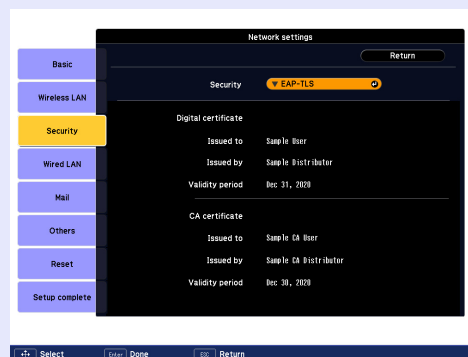 Network settings
Return
Basic
Security EAP-TLS
Wireless LAN
Digital certificate
Security
Issued to Sample User
Issued by Sample Distributor
Wired LAN
Validity period Dec 31, 2020
Mail
CA certificate
Others
Issued to Sample CA User
Reset
Issued by Sample CA Distributor
Validity period Dec 30, 2020
Setup complete
Select Enter Done ESC Return